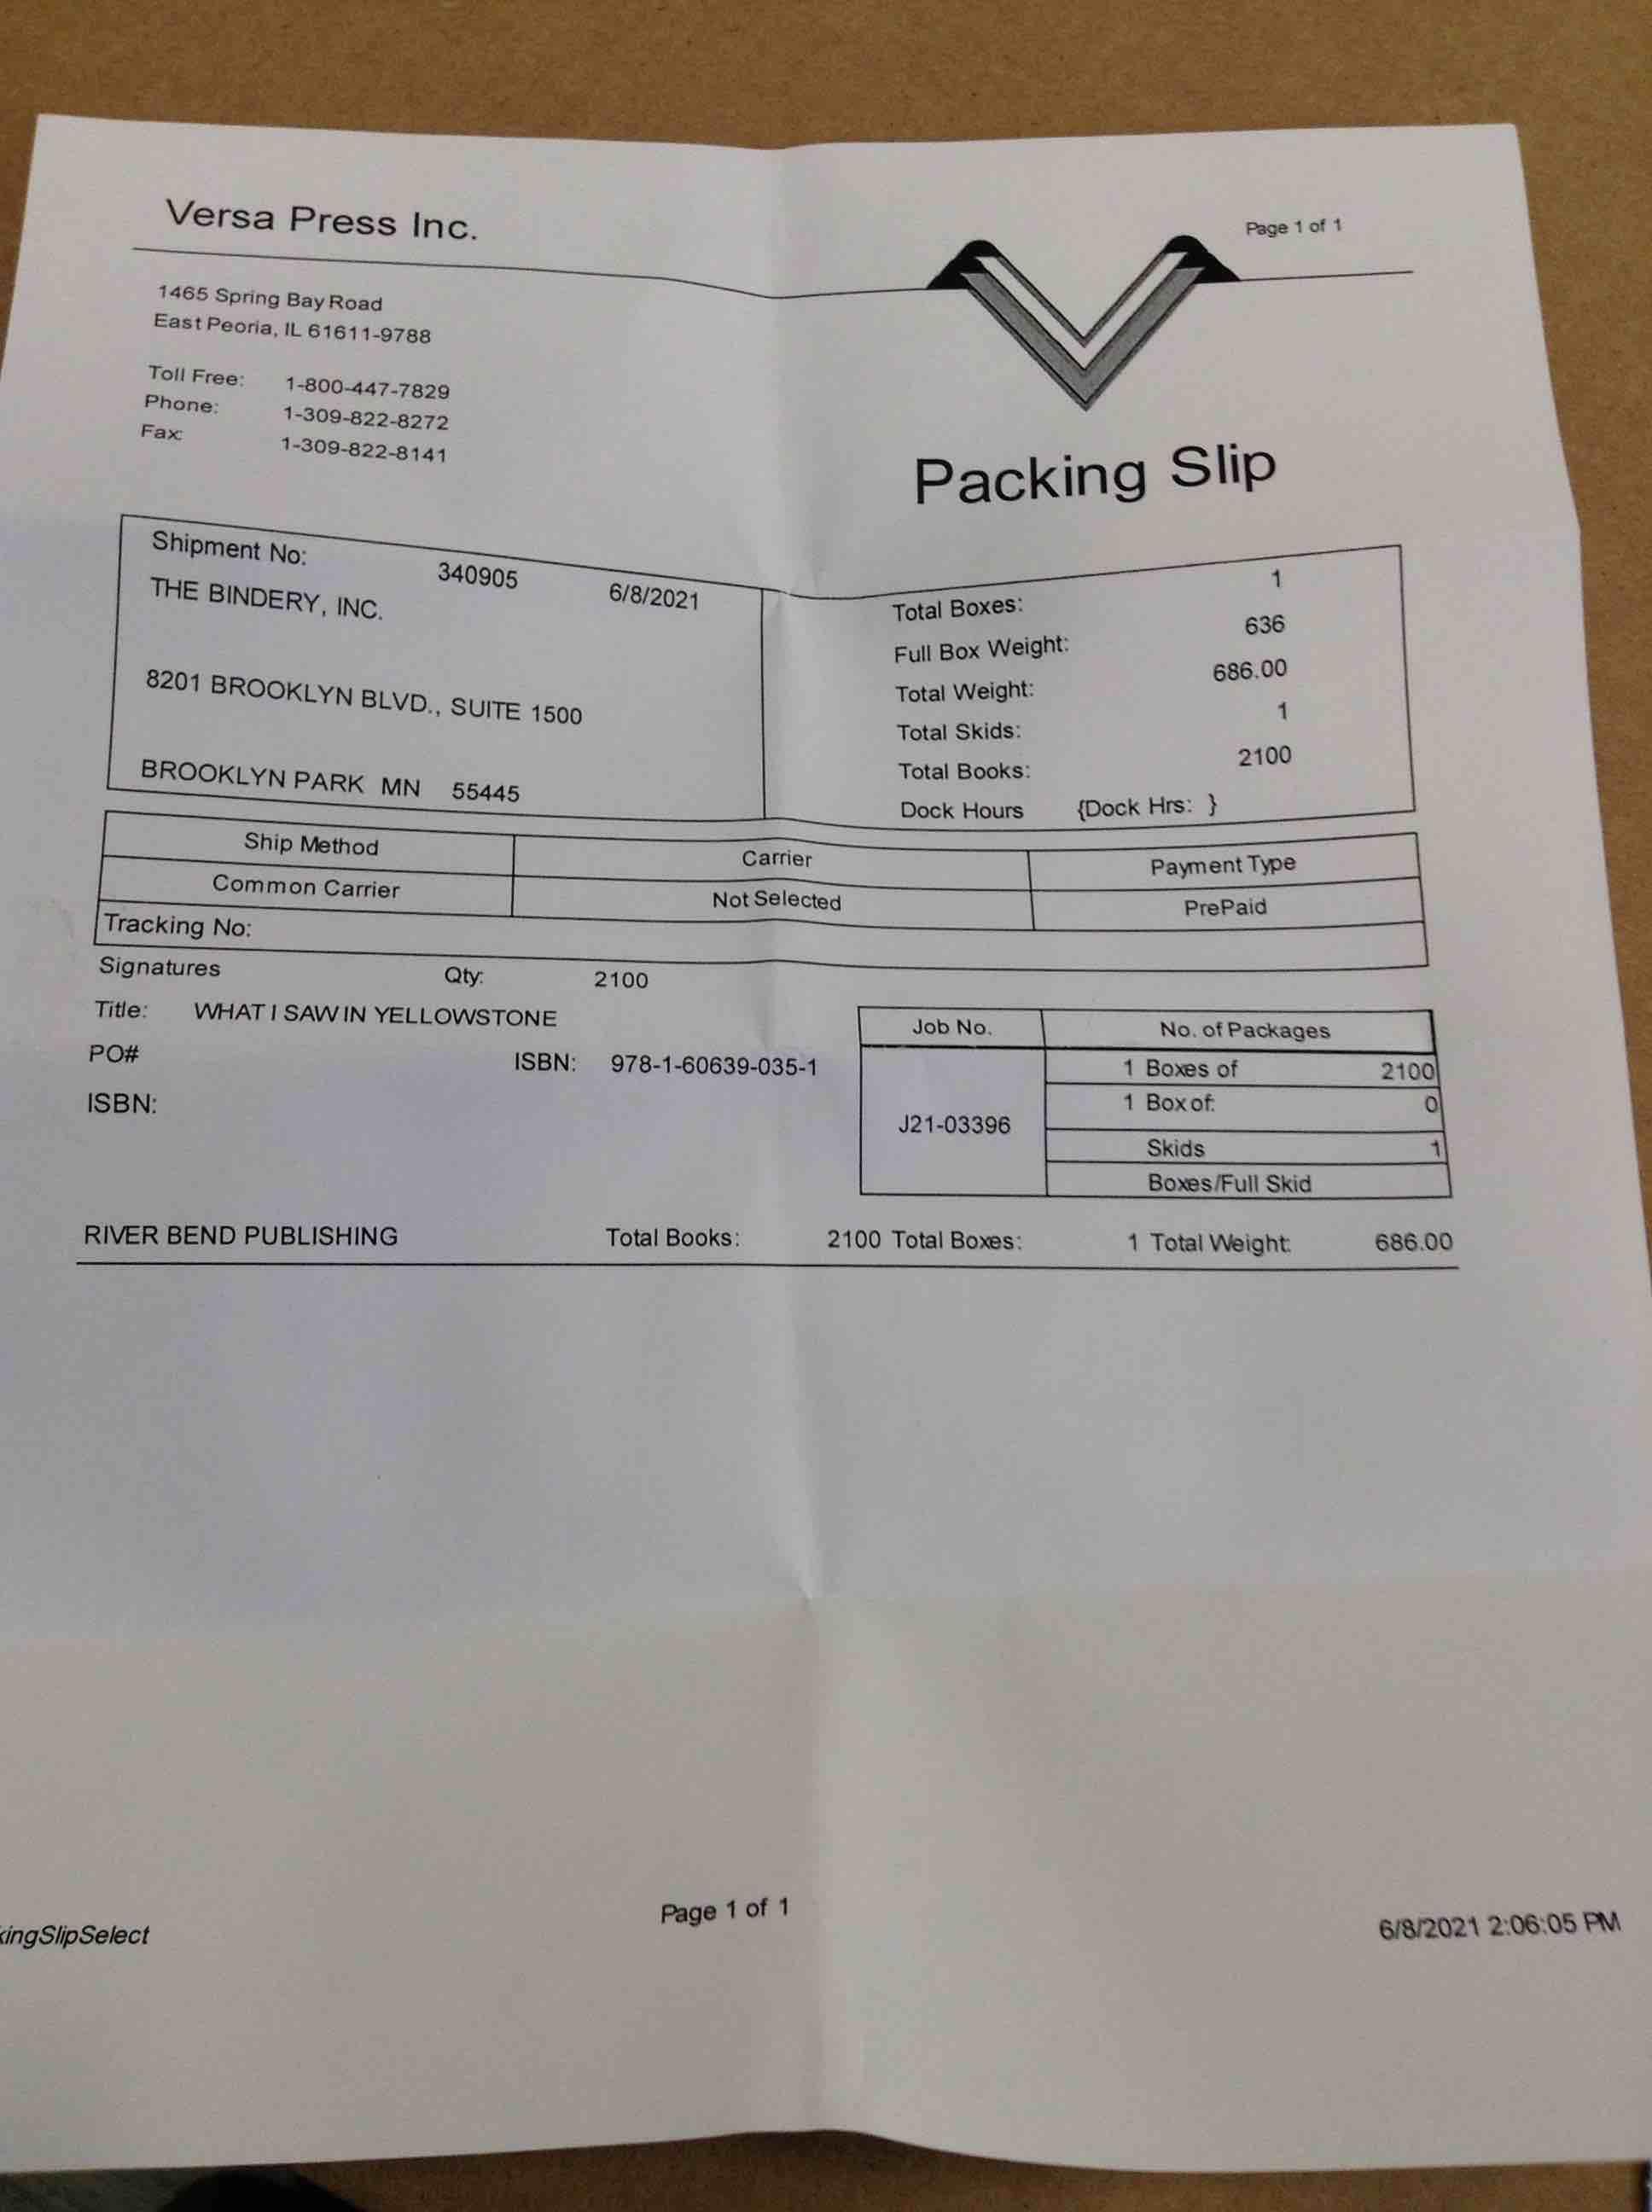 Versa Press Inc.
Page 1 of 1
1465 Spring Bay Road
East Peoria, IL 61611-9788
Toll Free: 1-800-447-7829
Phone: 1-309-822-8272
Fax: 1-309-822-8141
Packing Slip
Shipment No: 340905 6/8/2021
THE BINDERY, INC.
8201 BROOKLYN BLVD., SUITE 1500
BROOKLYN PARK MN 55445
Total Boxes: 1
Full Box Weight: 636
Total Weight: 686.00
Total Skids: 1
Total Books: 2100
Dock Hours {Dock Hrs: }
Ship Method Carrier Payment Type
Common Carrier Not Selected PrePaid
Tracking No:
Signatures Qty: 2100
Title: WHAT I SAW IN YELLOWSTONE
PO# ISBN: 978-1-60639-035-1
ISBN:
Job No. No. of Packages
J21-03396
1 Boxes of 2100
1 Box of: 0
Skids 1
Boxes/Full Skid
RIVER BEND PUBLISHING Total Books: 2100 Total Boxes: 1 Total Weight: 686.00
kingSlipSelect Page 1 of 1 6/8/2021 2:06:05 PM